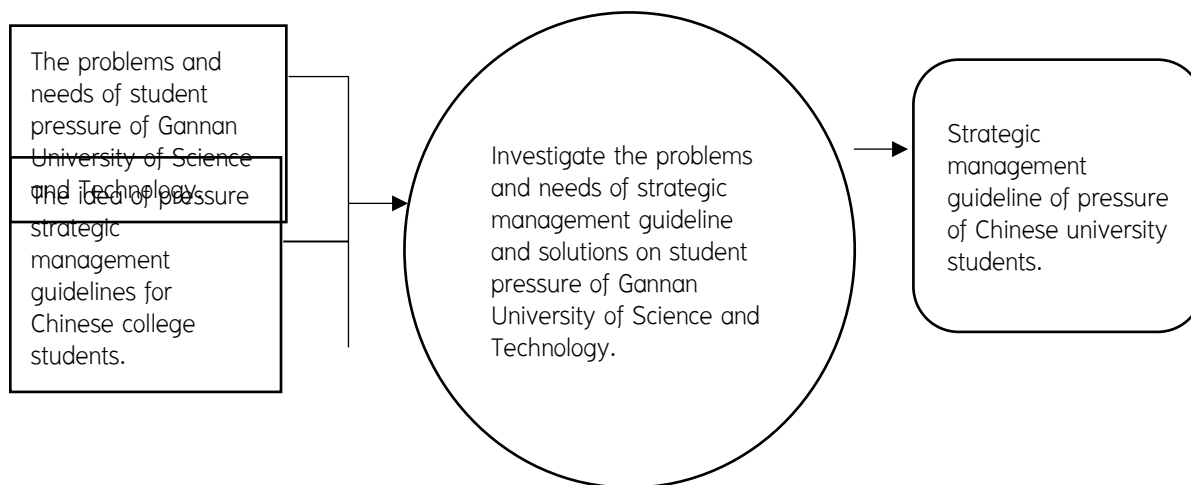 The problems and
needs of student
pressure of Gannan
University of Science
and Technology.
The idea of pressure
strategic
management
guidelines for
Chinese college
students.
Investigate the problems
and needs of strategic
management guideline
and solutions on student
pressure of Gannan
University of Science and
Technology.
Strategic
management
guideline of pressure
of Chinese university
students.